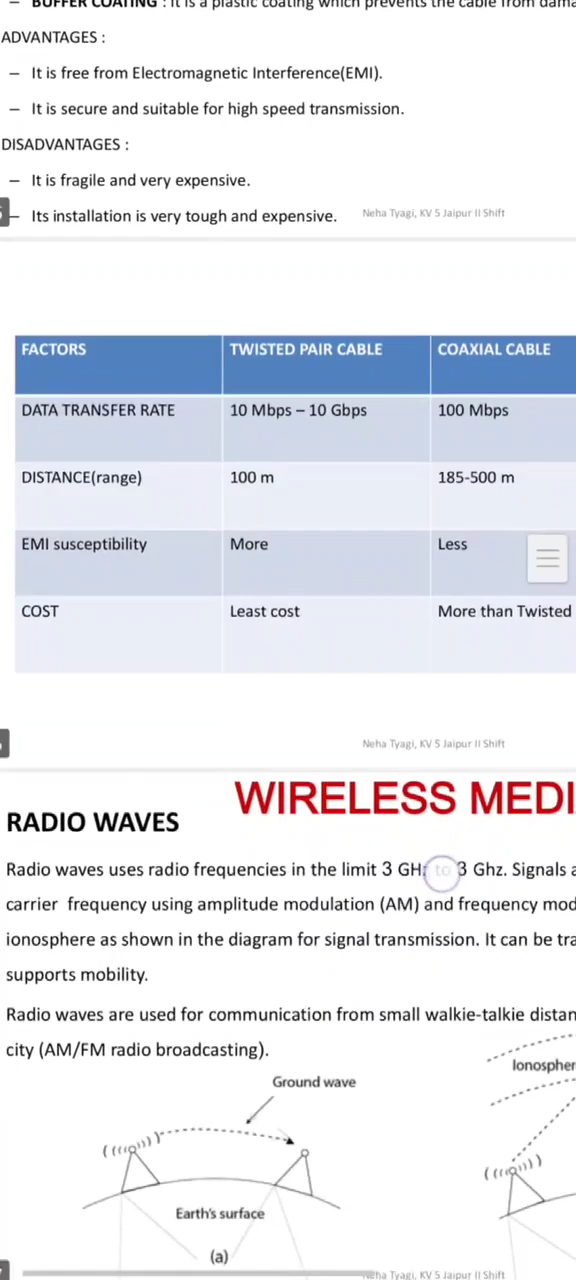 – BUFFER COATING : It is a plastic coating which prevents the cable from dama
ADVANTAGES :
– It is free from Electromagnetic Interference(EMI).
– It is secure and suitable for high speed transmission.
DISADVANTAGES :
– It is fragile and very expensive.
– Its installation is very tough and expensive.
Neha Tyagi, KV 5 Jaipur II Shift
FACTORS TWISTED PAIR CABLE COAXIAL CABLE
DATA TRANSFER RATE 10 Mbps – 10 Gbps 100 Mbps
DISTANCE(range) 100 m 185-500 m
EMI susceptibility More Less
COST Least cost More than Twisted
Neha Tyagi, KV 5 Jaipur II Shift
WIRELESS MEDI
RADIO WAVES
Radio waves uses radio frequencies in the limit 3 GHz to 3 Ghz. Signals a
carrier frequency using amplitude modulation (AM) and frequency mod
ionosphere as shown in the diagram for signal transmission. It can be tra
supports mobility.
Radio waves are used for communication from small walkie-talkie distan
city (AM/FM radio broadcasting).
Ionospher
Ground wave
Earth's surface
(a)
Neha Tyagi, KV 5 Jaipur II Shift